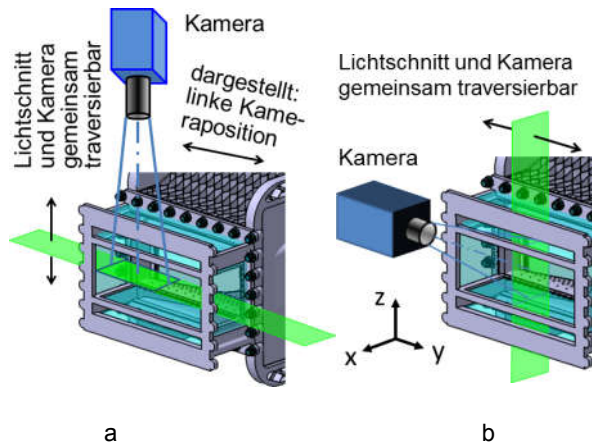 Kamera
Lichtschnitt
und Kamera
gemeinsam
traversierbar
dargestellt:
linke Kame-
raposition
Lichtschnitt und Kamera
gemeinsam traversierbar
Kamera
z
x
y
a
b